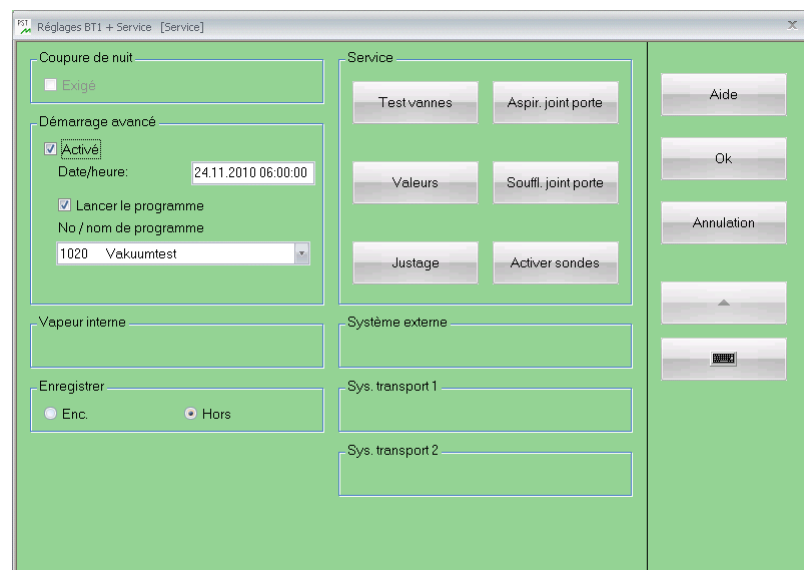 PST
Réglages BT1 + Service [Service]
Coupure de nuit
Exigé
Démarrage avancé
Activé
Date/heure: 24.11.2010 06:00:00
Lancer le programme
No / nom de programme
1020 Vakuumtest
Vapeur interne
Enregistrer
Enc. Hors
Service
Test vannes Aspir. joint porte
Valeurs Souffl. joint porte
Justage Activer sondes
Système externe
Sys. transport 1
Sys. transport 2
Aide
Ok
Annulation